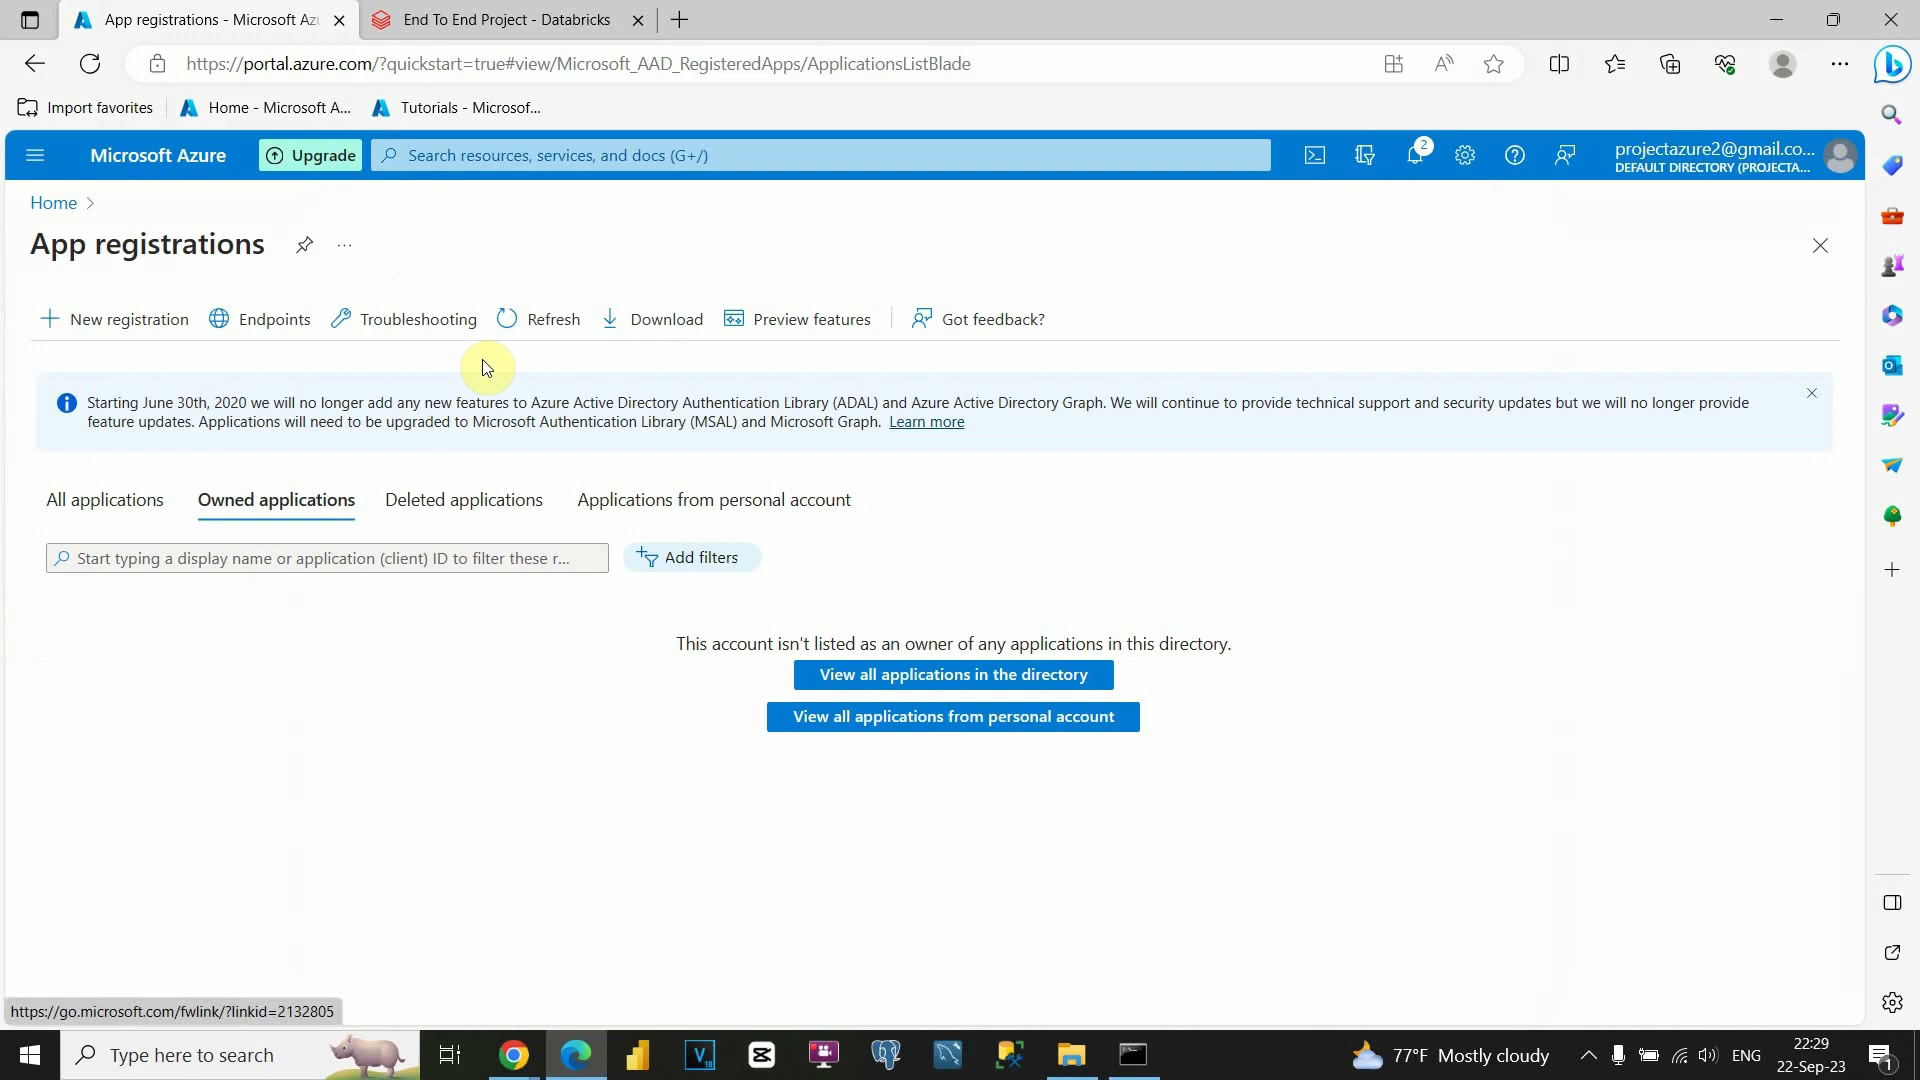 App registrations - Microsoft Az
End To End Project - Databricks
https://portal.azure.com/?quickstart=true#view/Microsoft_AAD_RegisteredApps/ApplicationsListBlade
Import favorites
Home - Microsoft A...
Tutorials - Microsof...
Microsoft Azure
Upgrade
Search resources, services, and docs (G+/)
2
projectazure2@gmail.co...
DEFAULT DIRECTORY (PROJECTA...
Home
App registrations
New registration
Endpoints
Troubleshooting
Refresh
Download
Preview features
Got feedback?
Starting June 30th, 2020 we will no longer add any new features to Azure Active Directory Authentication Library (ADAL) and Azure Active Directory Graph. We will continue to provide technical support and security updates but we will no longer provide
feature updates. Applications will need to be upgraded to Microsoft Authentication Library (MSAL) and Microsoft Graph. Learn more
All applications
Owned applications
Deleted applications
Applications from personal account
Start typing a display name or application (client) ID to filter these r...
Add filters
This account isn't listed as an owner of any applications in this directory.
View all applications in the directory
View all applications from personal account
https://go.microsoft.com/fwlink/?linkid=2132805
Type here to search
77°F Mostly cloudy
ENG
22:29
22-Sep-23
1